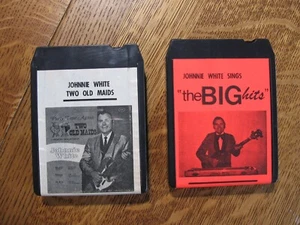 JOHNNIE WHITE
TWO OLD MAIDS
TWO
OLD MAIDS
Johnnie
White
JOHNNIE WHITE SINGS
"the BIG hits"